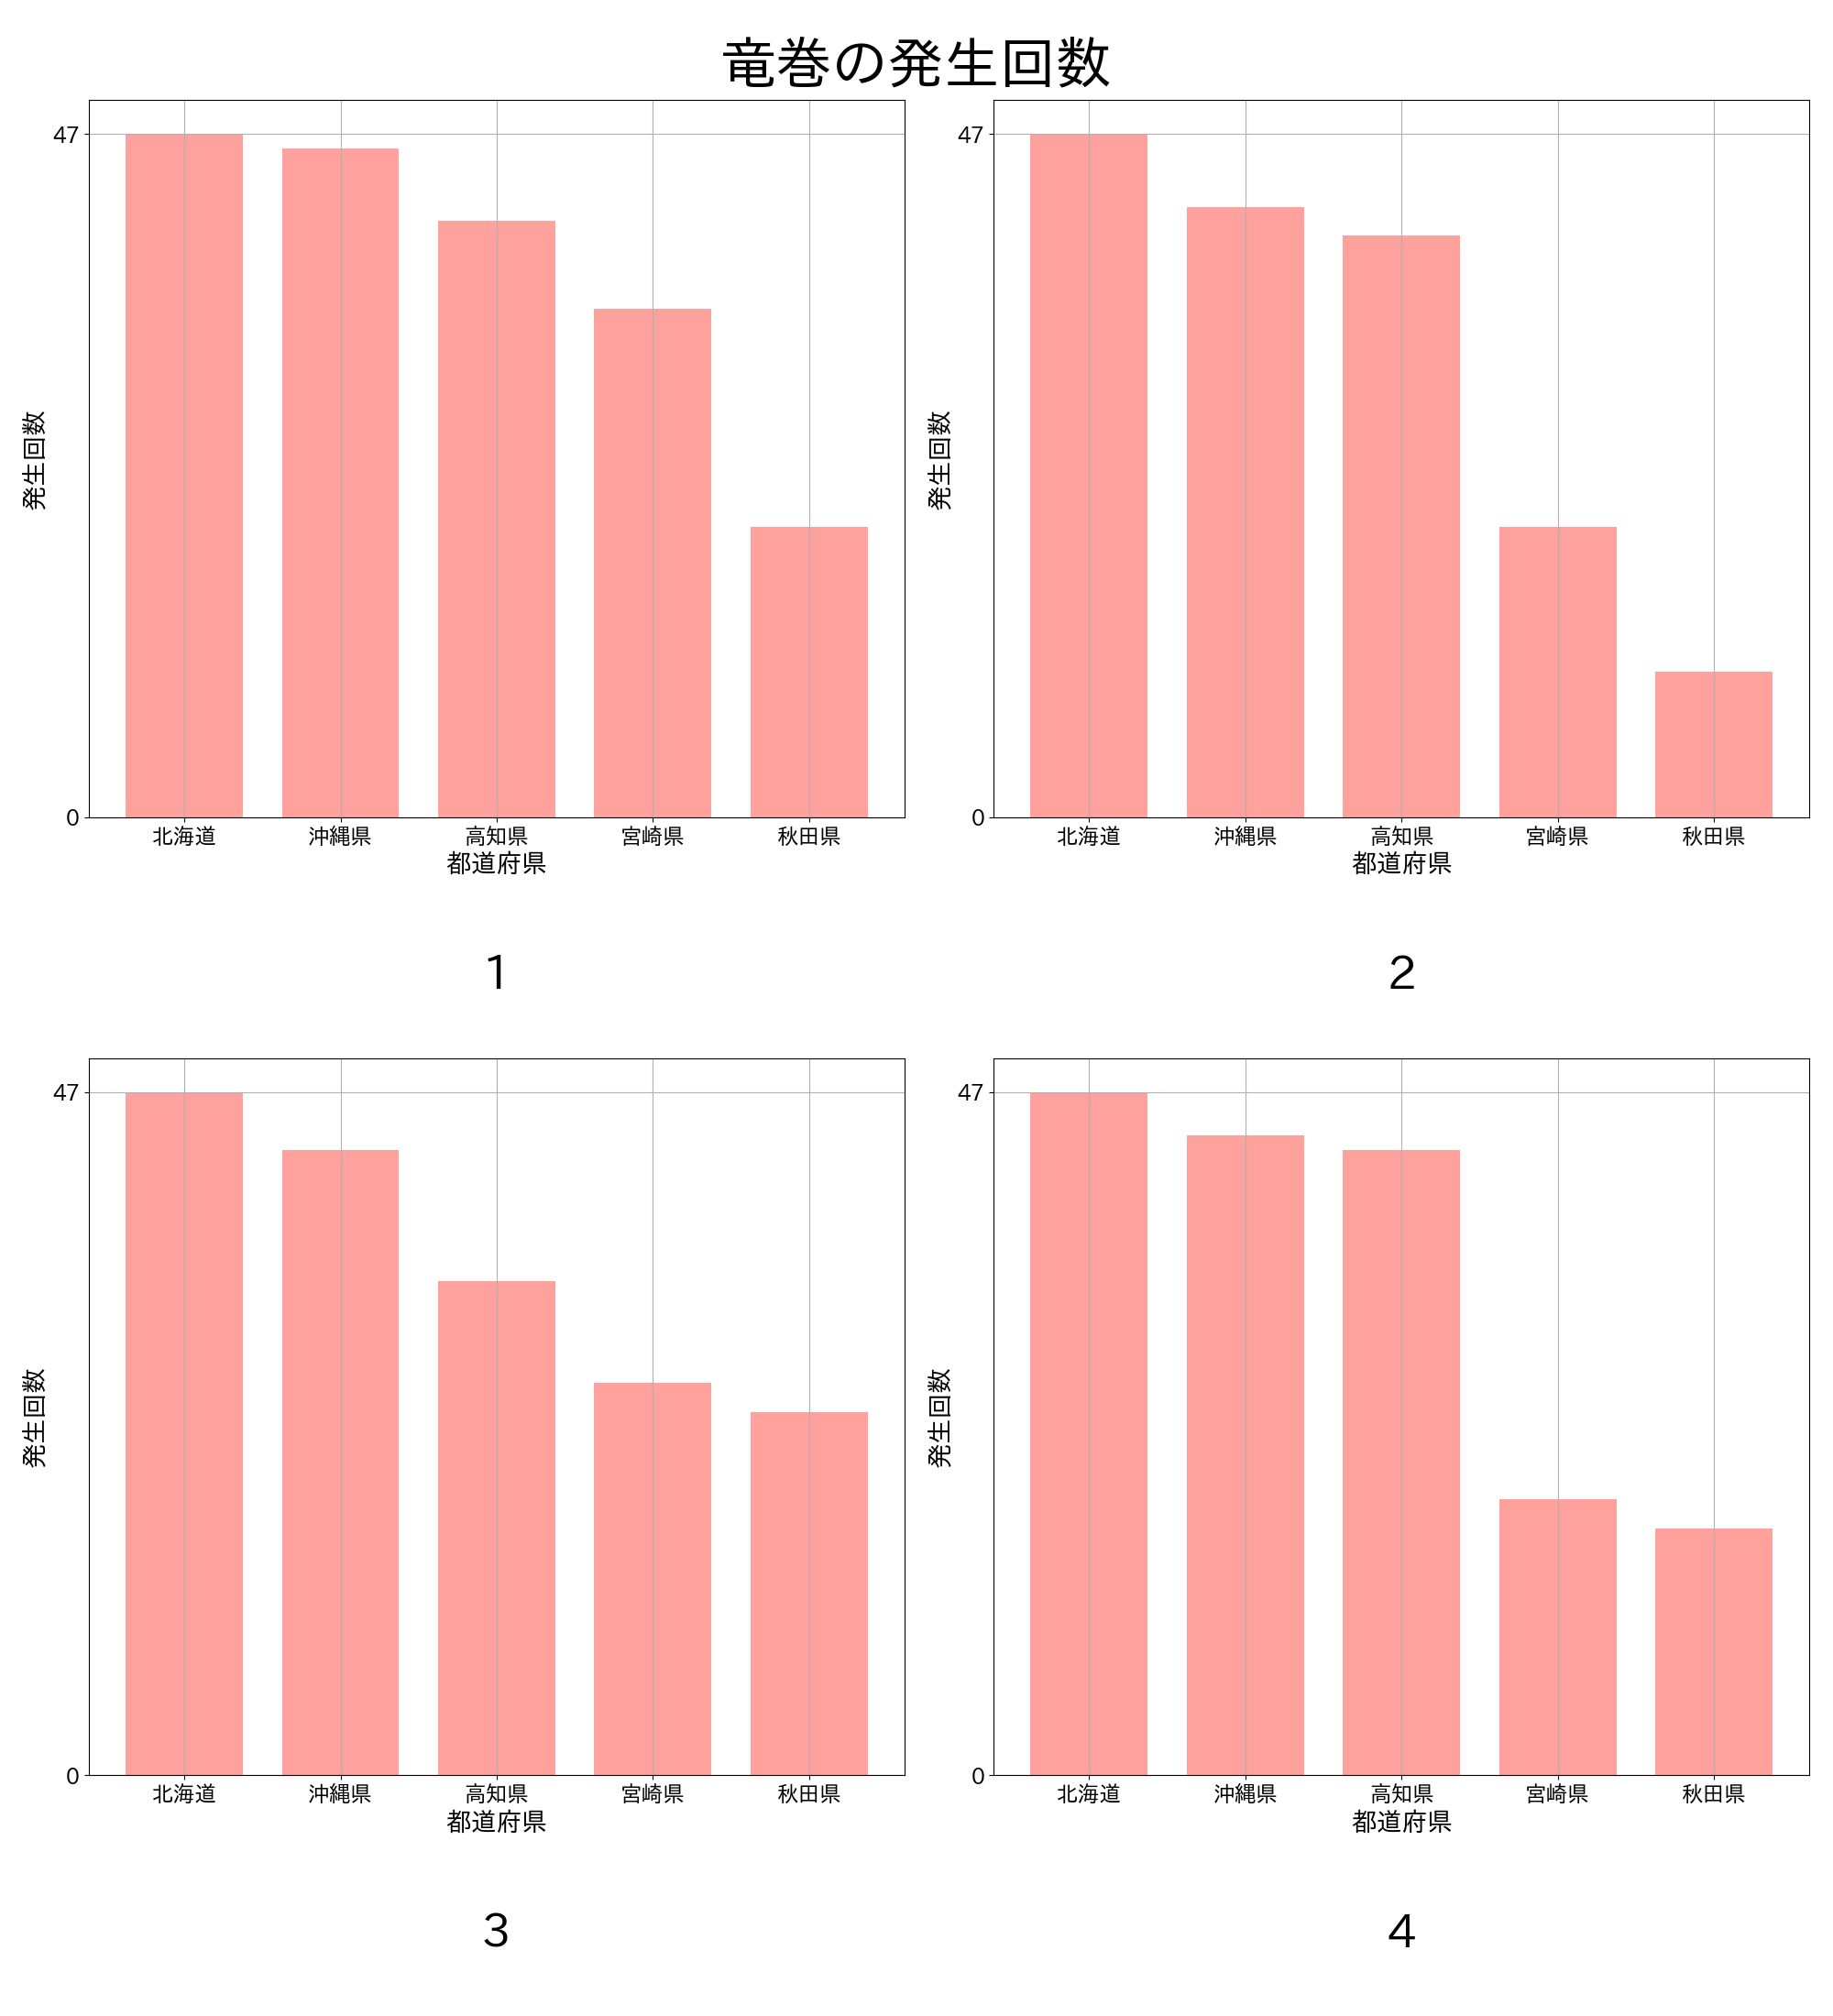 竜巻の発生回数
47
0
発生回数
北海道 沖縄県 高知県 宮崎県 秋田県
都道府県
1
47
0
発生回数
北海道 沖縄県 高知県 宮崎県 秋田県
都道府県
2
47
0
発生回数
北海道 沖縄県 高知県 宮崎県 秋田県
都道府県
3
47
0
発生回数
北海道 沖縄県 高知県 宮崎県 秋田県
都道府県
4